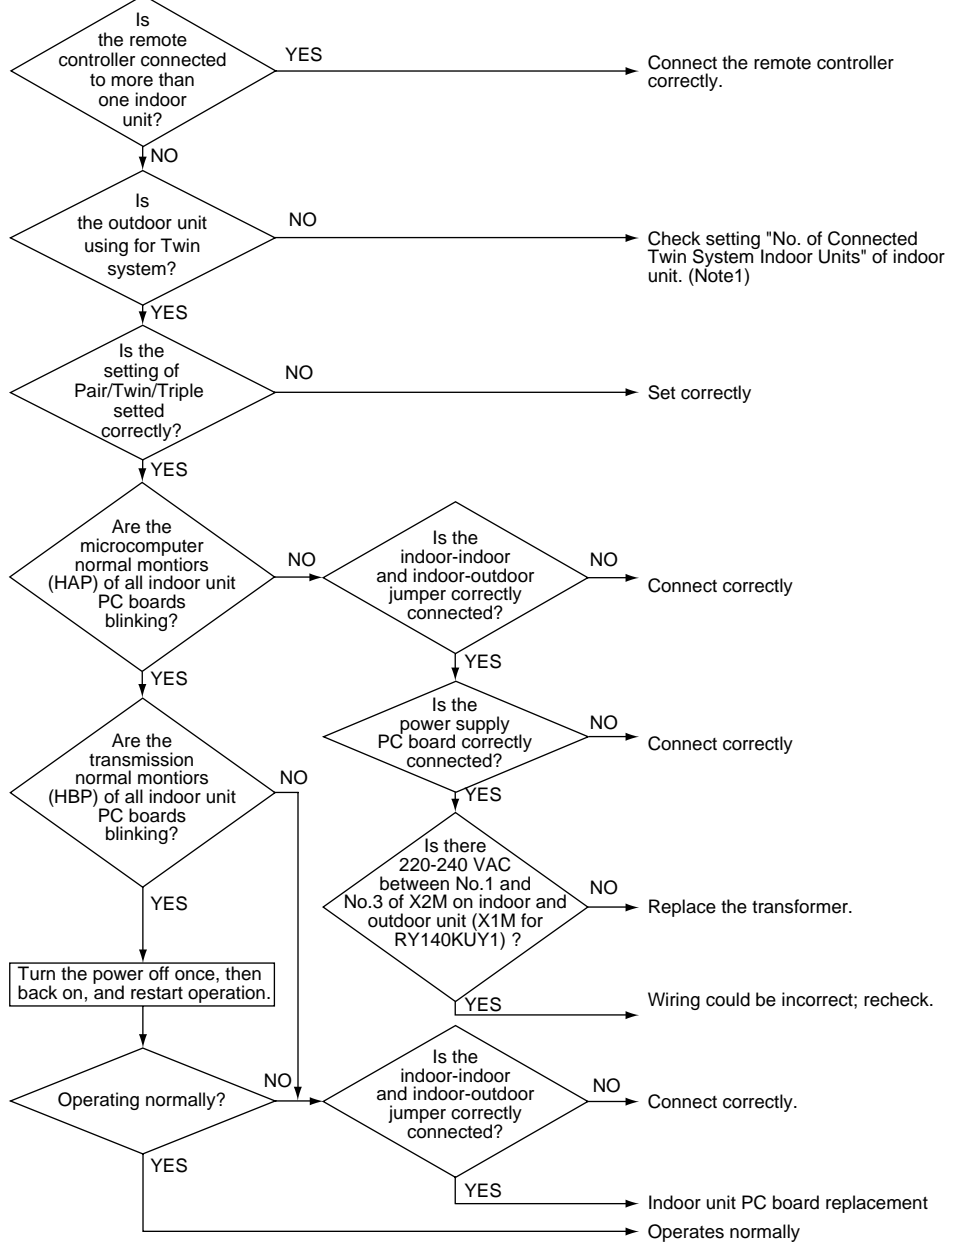 Is
the remote
controller connected
to more than
one indoor
unit?
YES
Connect the remote controller
correctly.
NO
Is
the outdoor unit
using for Twin
system?
NO
Check setting "No. of Connected
Twin System Indoor Units" of indoor
unit. (Note1)
YES
Is the
setting of
Pair/Twin/Triple
setted
correctly?
NO
Set correctly
YES
Are the
microcomputer
normal montiors
(HAP) of all indoor unit
PC boards
blinking?
NO
Is the
indoor-indoor
and indoor-outdoor
jumper correctly
connected?
NO
Connect correctly
YES
YES
Is the
power supply
PC board correctly
connected?
NO
Connect correctly
Are the
transmission
normal montiors
(HBP) of all indoor unit
PC boards
blinking?
NO
YES
Is there
220-240 VAC
between No.1 and
No.3 of X2M on indoor and
outdoor unit (X1M for
RY140KUY1) ?
NO
Replace the transformer.
YES
Turn the power off once, then
back on, and restart operation.
YES
Wiring could be incorrect; recheck.
Operating normally?
NO
Is the
indoor-indoor
and indoor-outdoor
jumper correctly
connected?
NO
Connect correctly.
YES
YES
Indoor unit PC board replacement
Operates normally